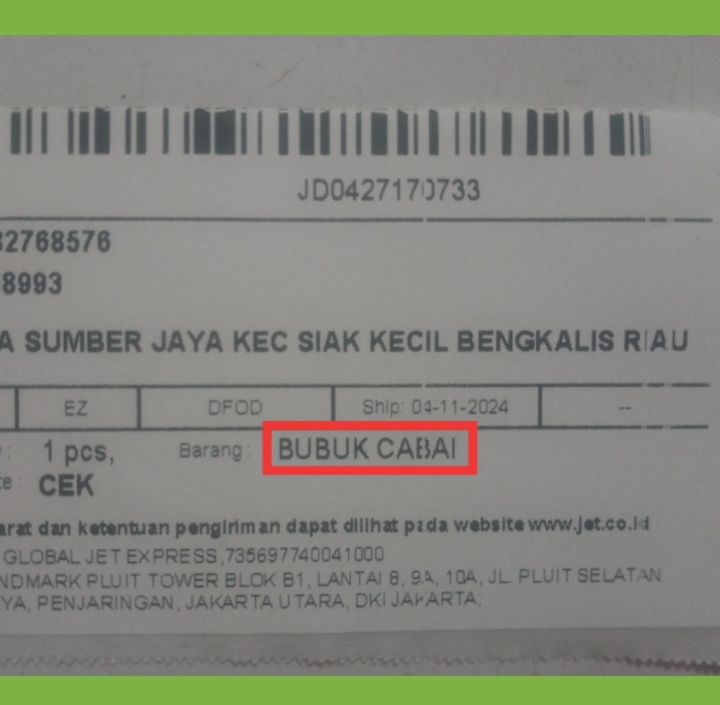 JD0427170733
32768576
8993
A SUMBER JAYA KEC SIAK KECIL BENGKALIS RIAU
EZ DFOD Ship: 04-11-2024 --
1 pcs, Barang: BUBUK CABAI
CEK
arat dan ketentuan pengiriman dapat dilihat pada website www.jet.co.id
GLOBAL JET EXPRESS,735697740041000
NDMARK PLUIT TOWER BLOK B1, LANTAI 8, 9A, 10A, JL. PLUIT SELATAN
YA, PENJARINGAN, JAKARTA UTARA, DKI JAKARTA;